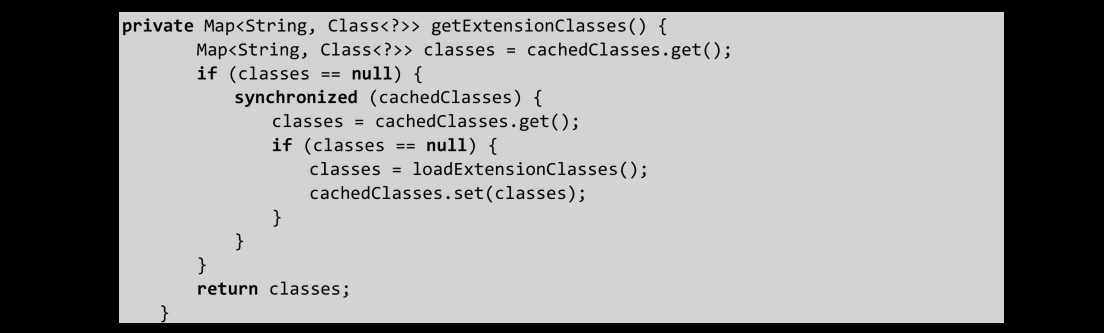 private Map<String, Class<?>> getExtensionClasses() {
        Map<String, Class<?>> classes = cachedClasses.get();
        if (classes == null) {
            synchronized (cachedClasses) {
                classes = cachedClasses.get();
                if (classes == null) {
                    classes = loadExtensionClasses();
                    cachedClasses.set(classes);
                }
            }
        }
        return classes;
    }